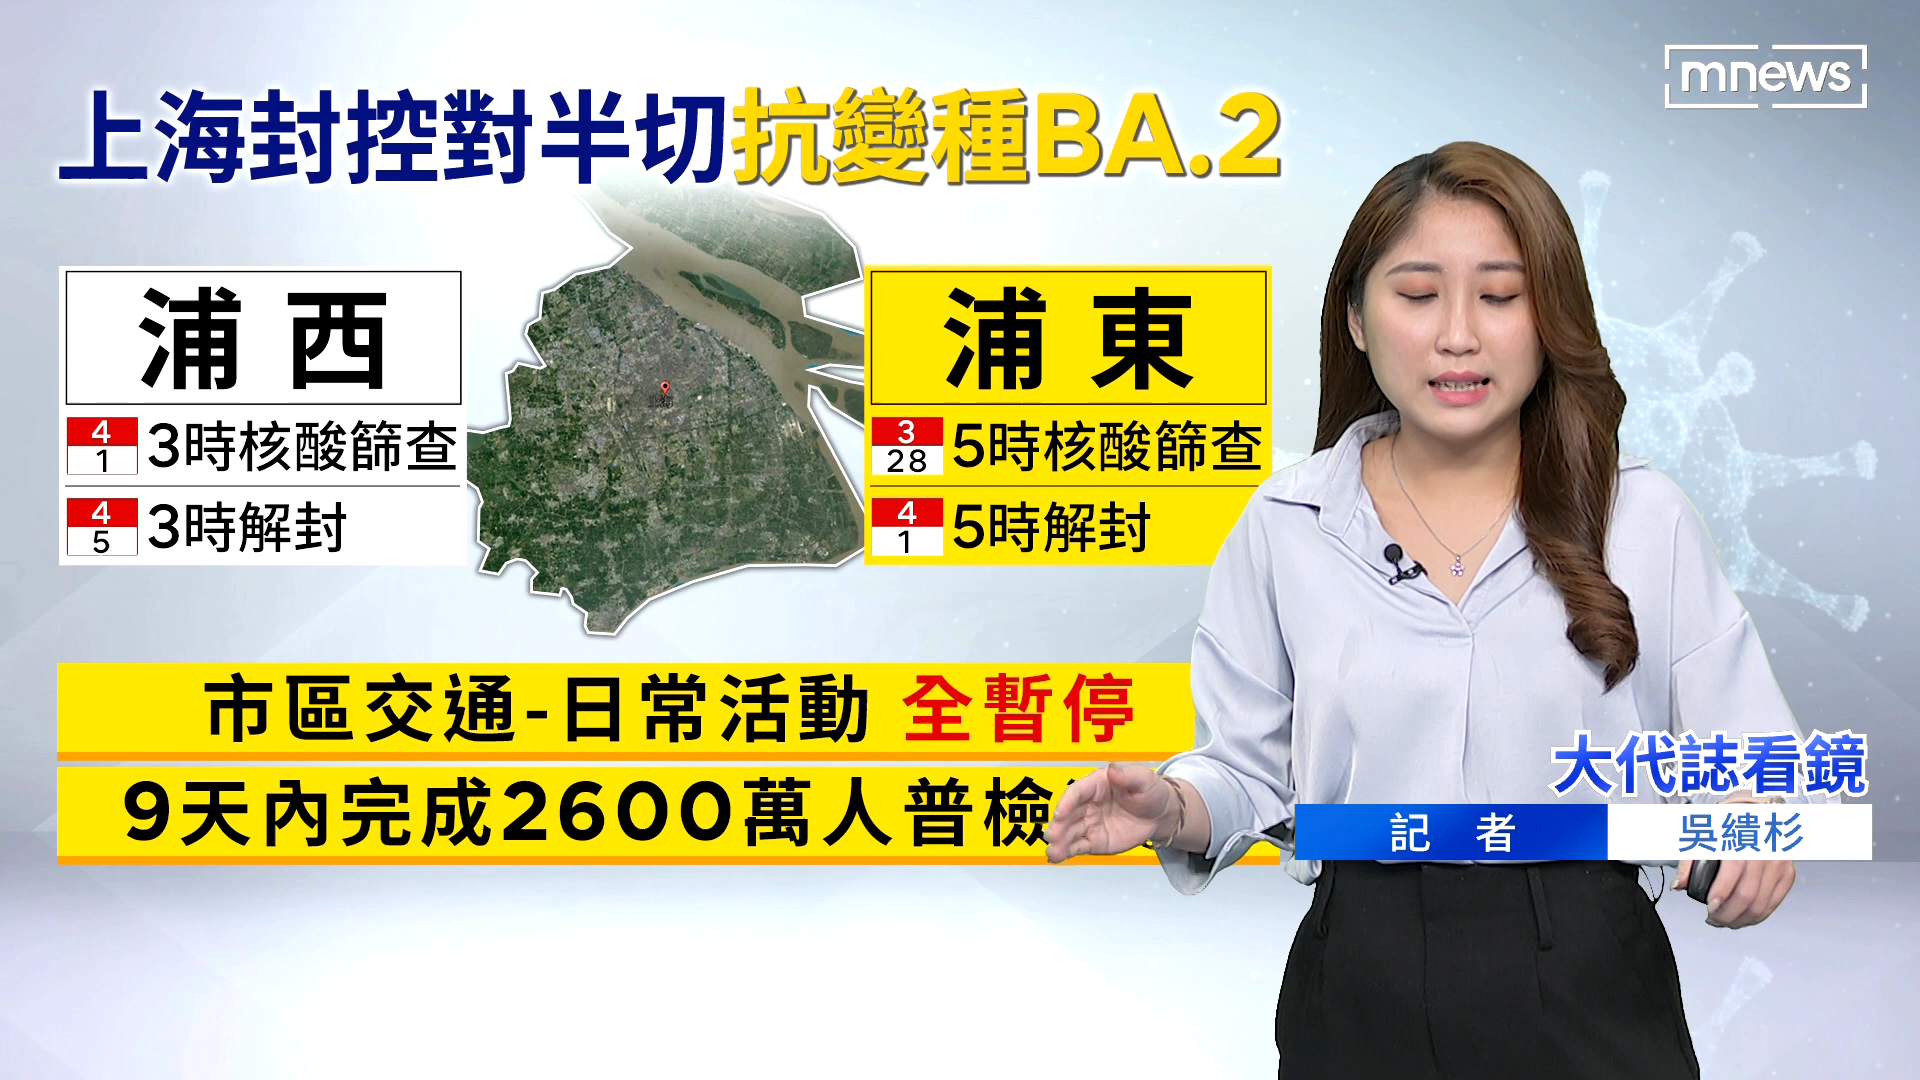 mnews
上海封控對半切抗變種BA.2
浦西
4
1
3時核酸篩查
4
5
3時解封
浦東
3
28
5時核酸篩查
4
1
5時解封
市區交通-日常活動 全暫停
9天內完成2600萬人普檢
大代誌看鏡
記者
吳繢杉